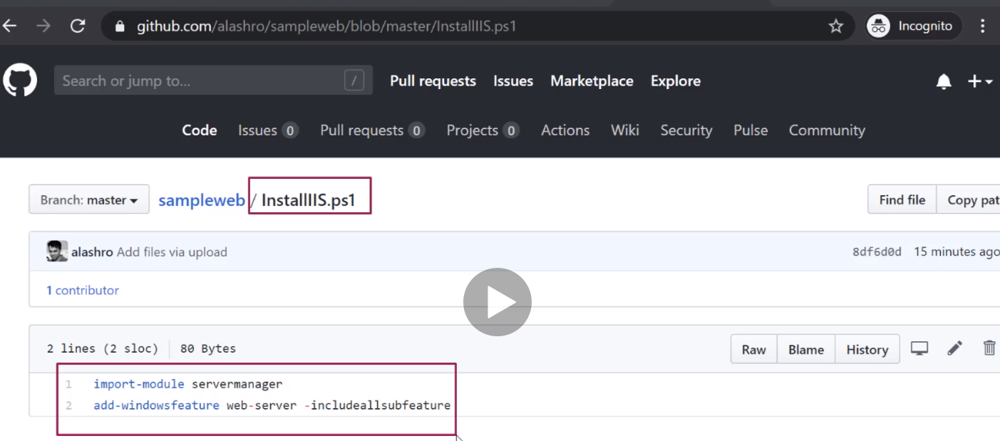 github.com/alashro/sampleweb/blob/master/InstallIIS.ps1 Incognito
Search or jump to... / Pull requests Issues Marketplace Explore
Code Issues 0 Pull requests 0 Projects 0 Actions Wiki Security Pulse Community
Branch: master sampleweb / InstallIIS.ps1 Find file Copy pat
alashro Add files via upload 8df6d0d 15 minutes ago
1 contributor
2 lines (2 sloc) 80 Bytes Raw Blame History
1 import-module servermanager
2 add-windowsfeature web-server -includeallsubfeature